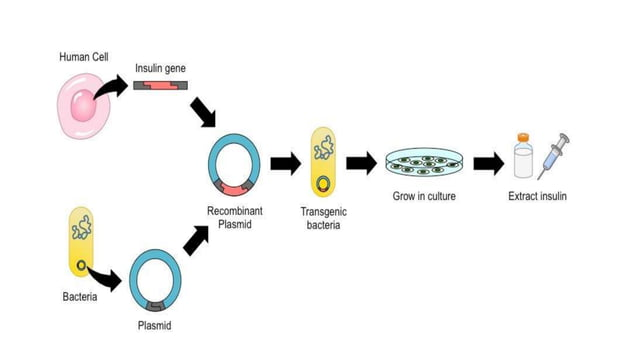 Human Cell
Insulin gene
Recombinant
Plasmid
Transgenic
bacteria
Grow in culture
Extract insulin
Bacteria
Plasmid